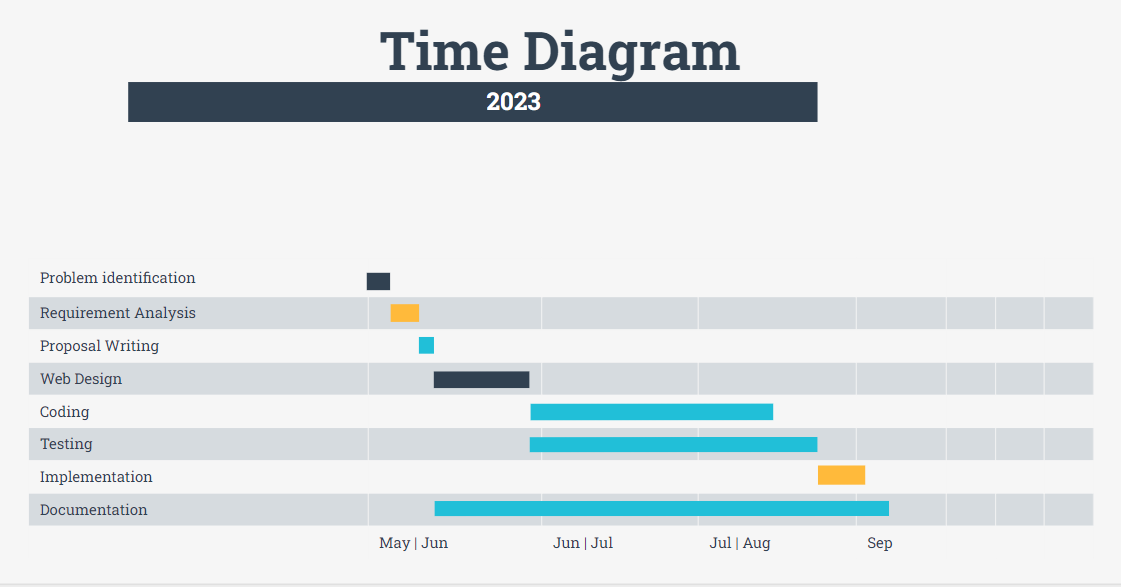 Time Diagram
2023
Problem identification
Requirement Analysis
Proposal Writing
Web Design
Coding
Testing
Implementation
Documentation
May | Jun
Jun | Jul
Jul | Aug
Sep